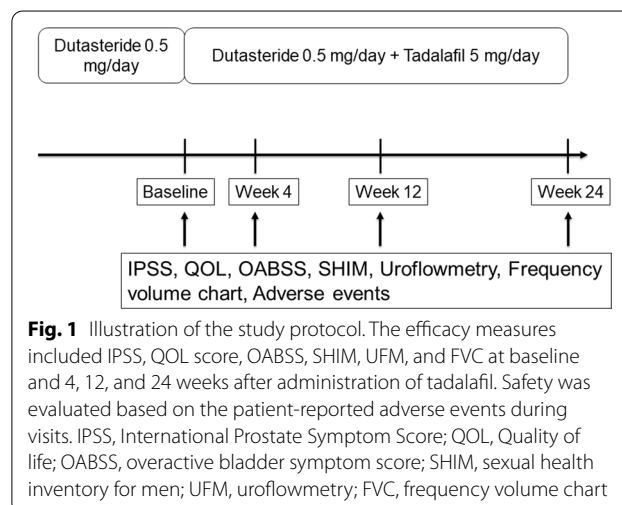 Dutasteride 0.5
mg/day
Dutasteride 0.5 mg/day + Tadalafil 5 mg/day
Baseline
Week 4
Week 12
Week 24
IPSS, QOL, OABSS, SHIM, Uroflowmetry, Frequency
volume chart, Adverse events
Fig. 1 Illustration of the study protocol. The efficacy measures
included IPSS, QOL score, OABSS, SHIM, UFM, and FVC at baseline
and 4, 12, and 24 weeks after administration of tadalafil. Safety was
evaluated based on the patient-reported adverse events during
visits. IPSS, International Prostate Symptom Score; QOL, Quality of
life; OABSS, overactive bladder symptom score; SHIM, sexual health
inventory for men; UFM, uroflowmetry; FVC, frequency volume chart